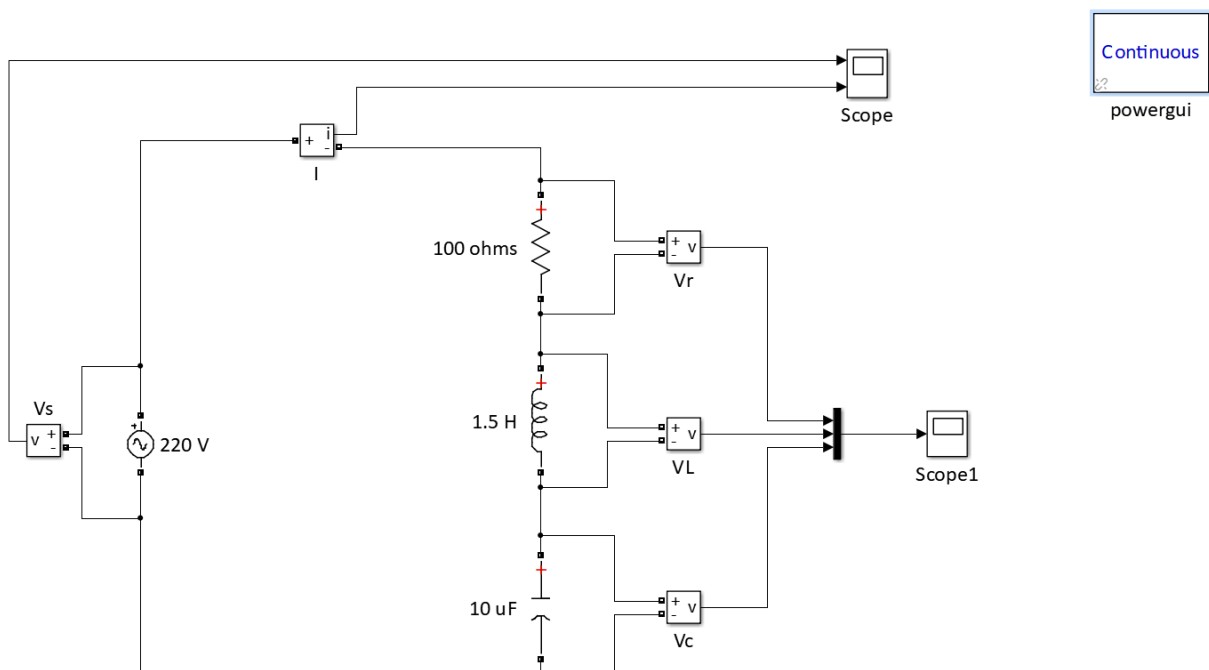 Continuous
powergui
Scope
+ i
-
I
+
100 ohms
+
v
-
Vr
Vs
+
v +
-
220 V
+
1.5 H
+
v
-
VL
Scope1
+
10 uF
+
v
-
Vc